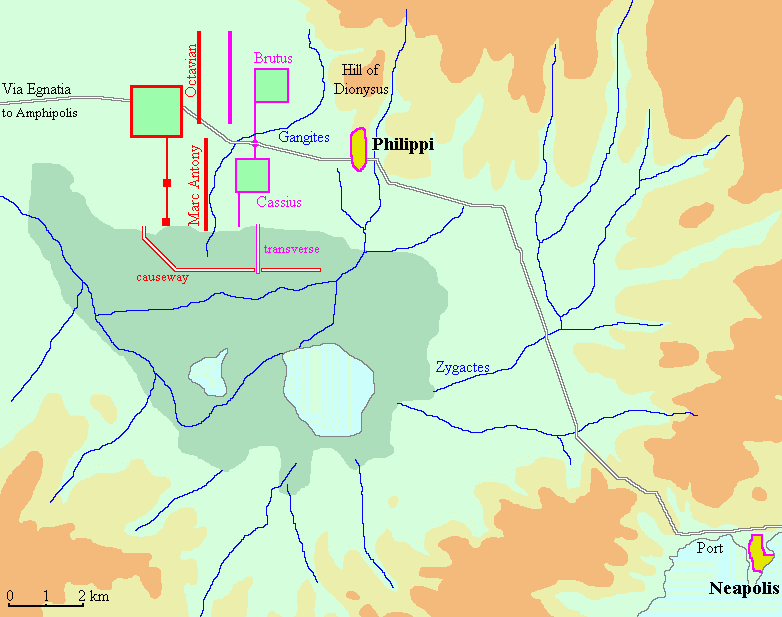 Octavian
Brutus
Hill of
Dionysus
Via Egnatia
to Amphipolis
Gangites
Philippi
Marc Antony
Cassius
transverse
causeway
Zygactes
Port
Neapolis
0 1 2 km